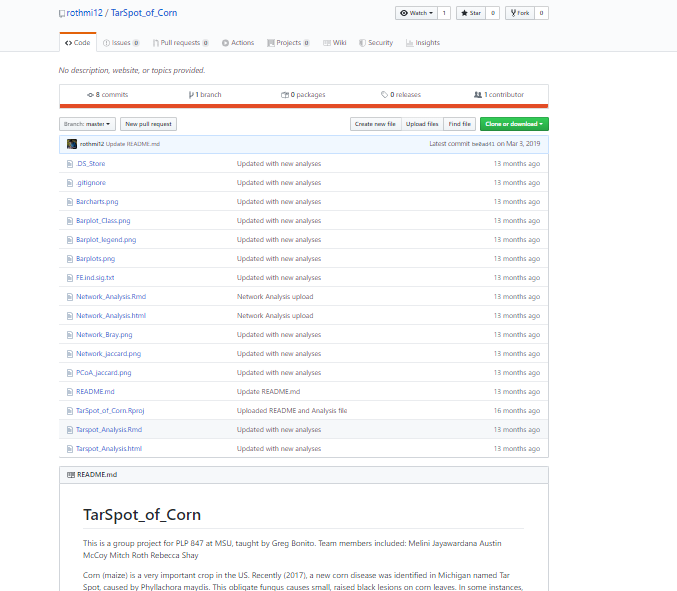 rothmi12 / TarSpot_of_Corn
Watch 1 Star 0 Fork 0
Code Issues 0 Pull requests 0 Actions Projects 0 Wiki Security Insights
No description, website, or topics provided.
8 commits 1 branch 0 packages 0 releases 1 contributor
Branch: master New pull request Create new file Upload files Find file Clone or download
rothmi12 Update README.md Latest commit on Mar 3, 2019
.DS_Store Updated with new analyses 13 months ago
.gitignore Updated with new analyses 13 months ago
Barcharts.png Updated with new analyses 13 months ago
Barplot_Class.png Updated with new analyses 13 months ago
Barplot_legend.png Updated with new analyses 13 months ago
Barplots.png Updated with new analyses 13 months ago
FE.ind.sig.txt Updated with new analyses 13 months ago
Network_Analysis.Rmd Network Analysis upload 13 months ago
Network_Analysis.html Network Analysis upload 13 months ago
Network_Bray.png Updated with new analyses 13 months ago
Network_jaccard.png Updated with new analyses 13 months ago
PCoA_jaccard.png Updated with new analyses 13 months ago
README.md Update README.md 13 months ago
TarSpot_of_Corn.Rproj Uploaded README and Analysis file 16 months ago
Tarspot_Analysis.Rmd Updated with new analyses 13 months ago
Tarspot_Analysis.html Updated with new analyses 13 months ago
README.md
TarSpot_of_Corn
This is a group project for PLP 847 at MSU, taught by Greg Bonito. Team members included: Melini Jayawardana Austin
McCoy Mitch Roth Rebecca Shay
Corn (maize) is a very important crop in the US. Recently (2017), a new corn disease was identified in Michigan named Tar
Spot, caused by Phyllachora maydis. This obligate fungus causes small, raised black lesions on corn leaves. In some instances,